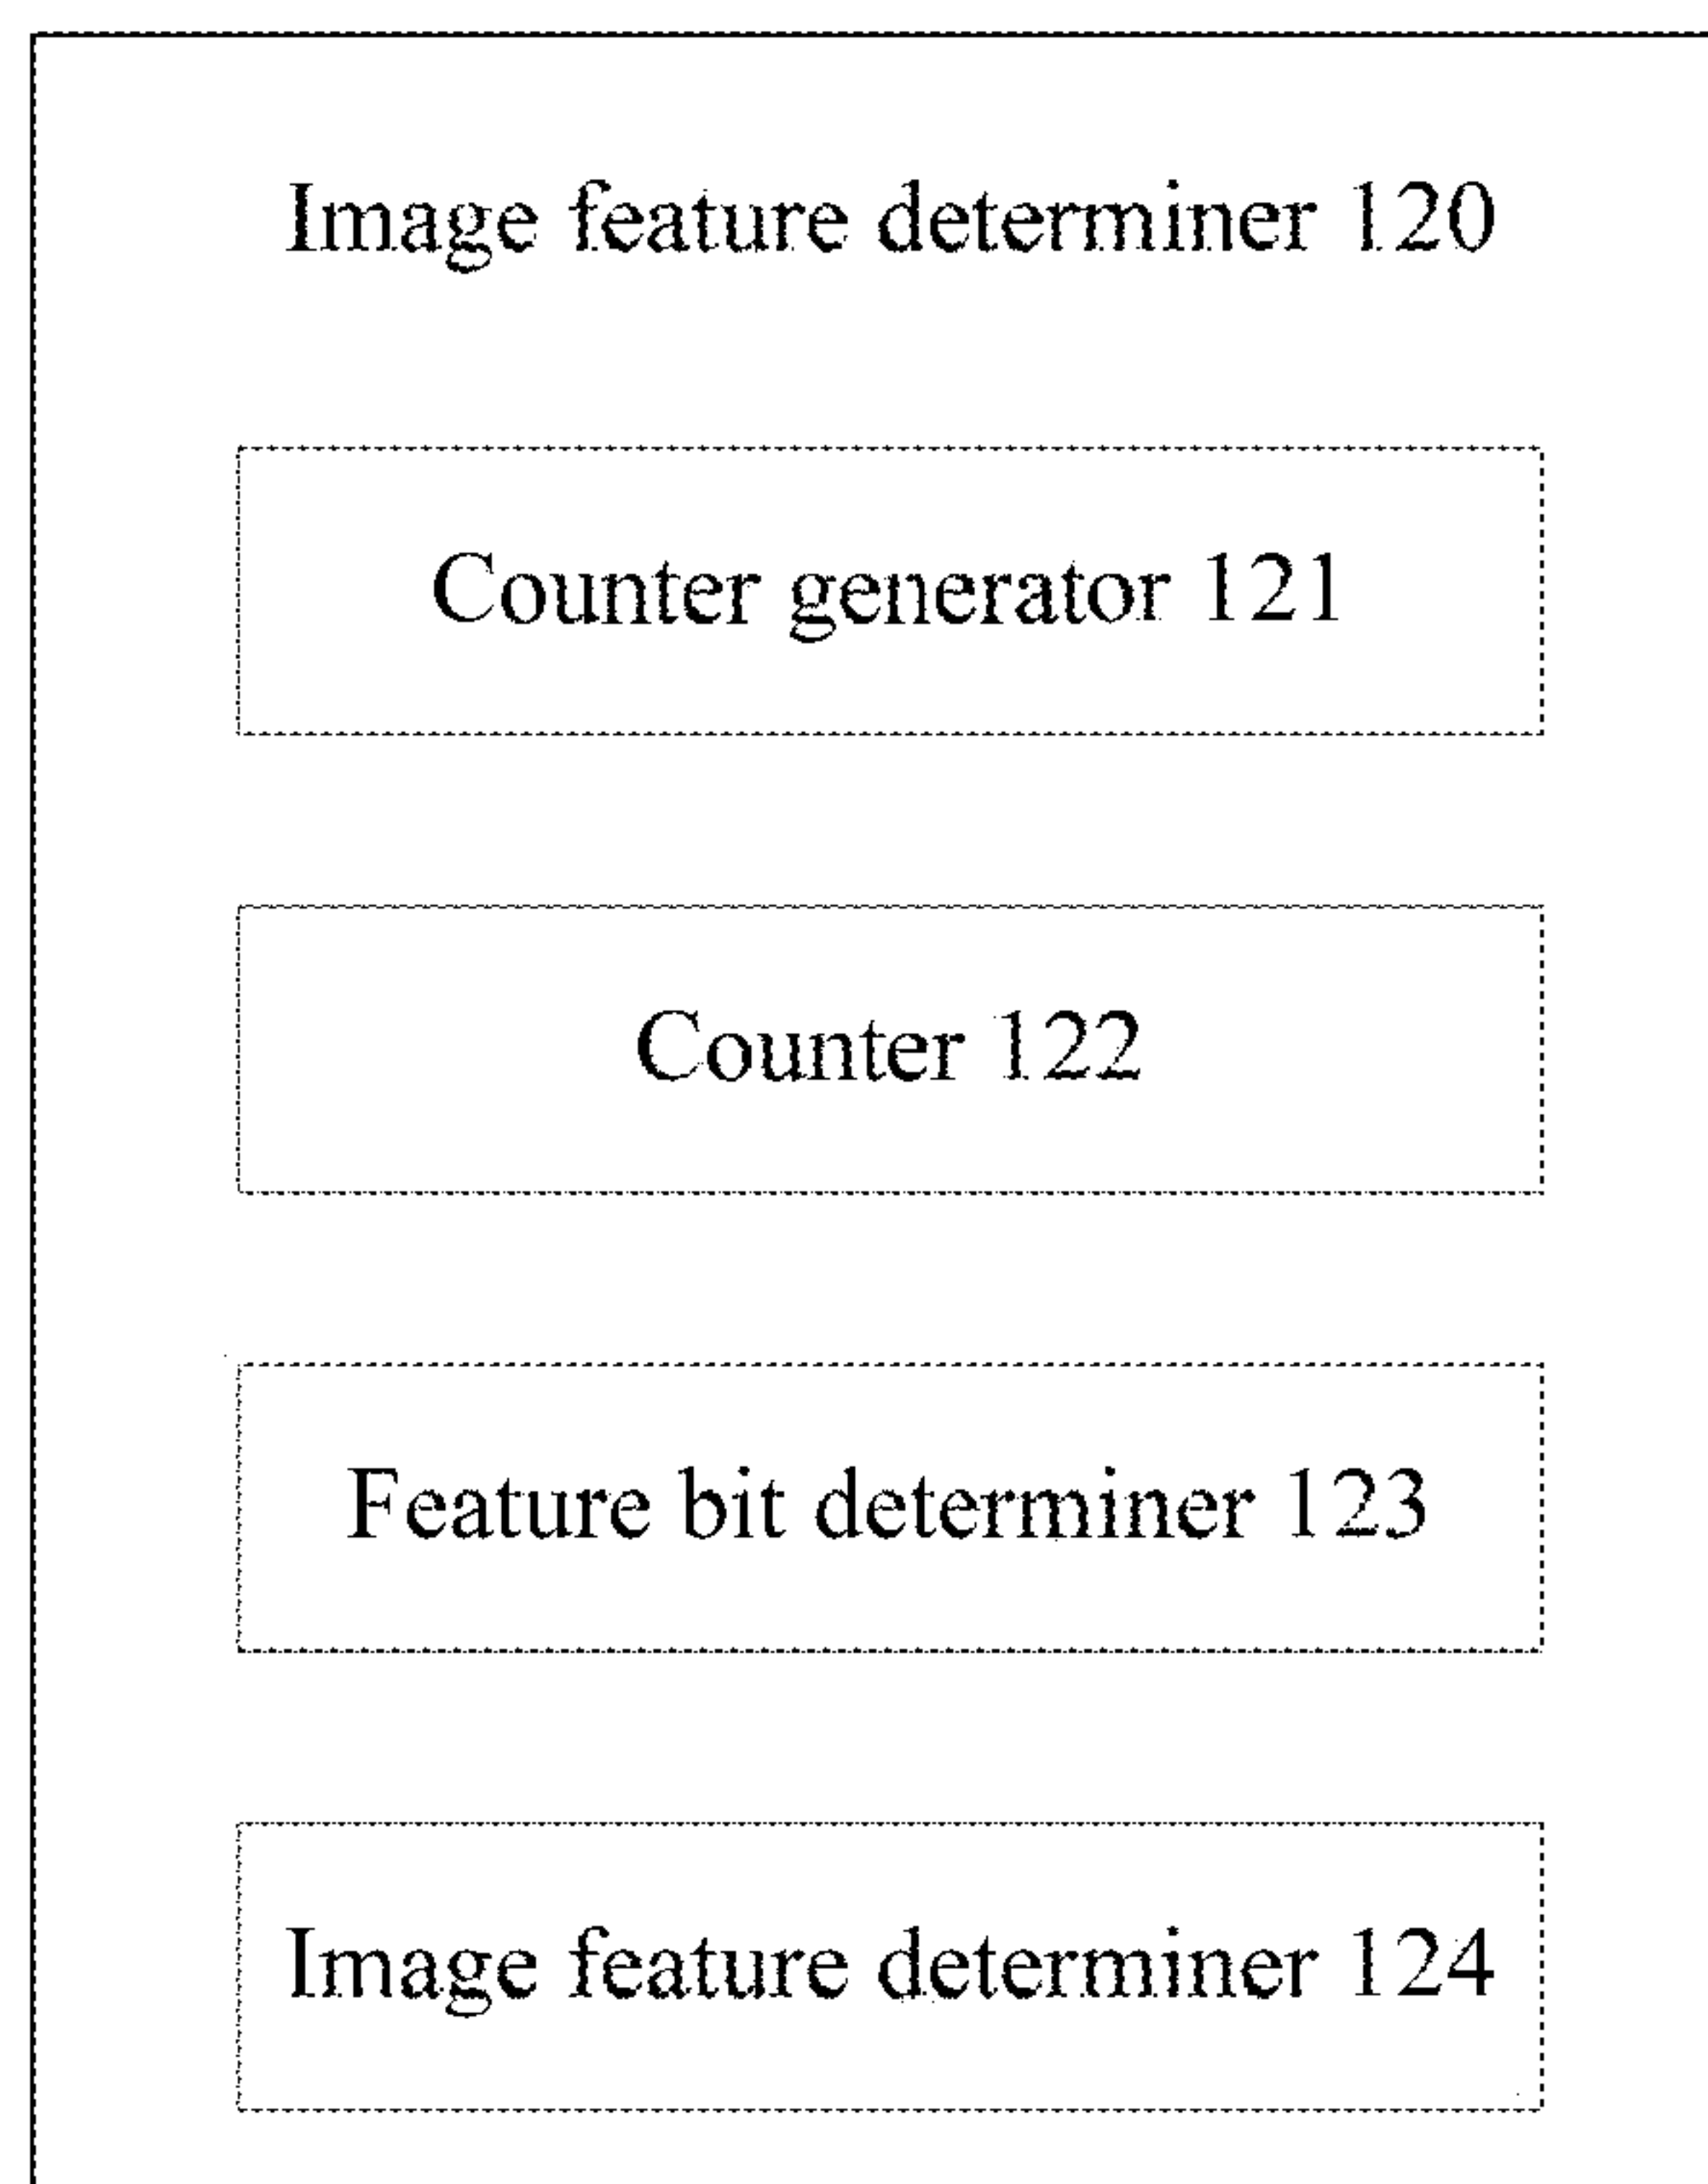 Image feature determiner 120
Counter generator 121
Counter 122
Feature bit determiner 123
Image feature determiner 124